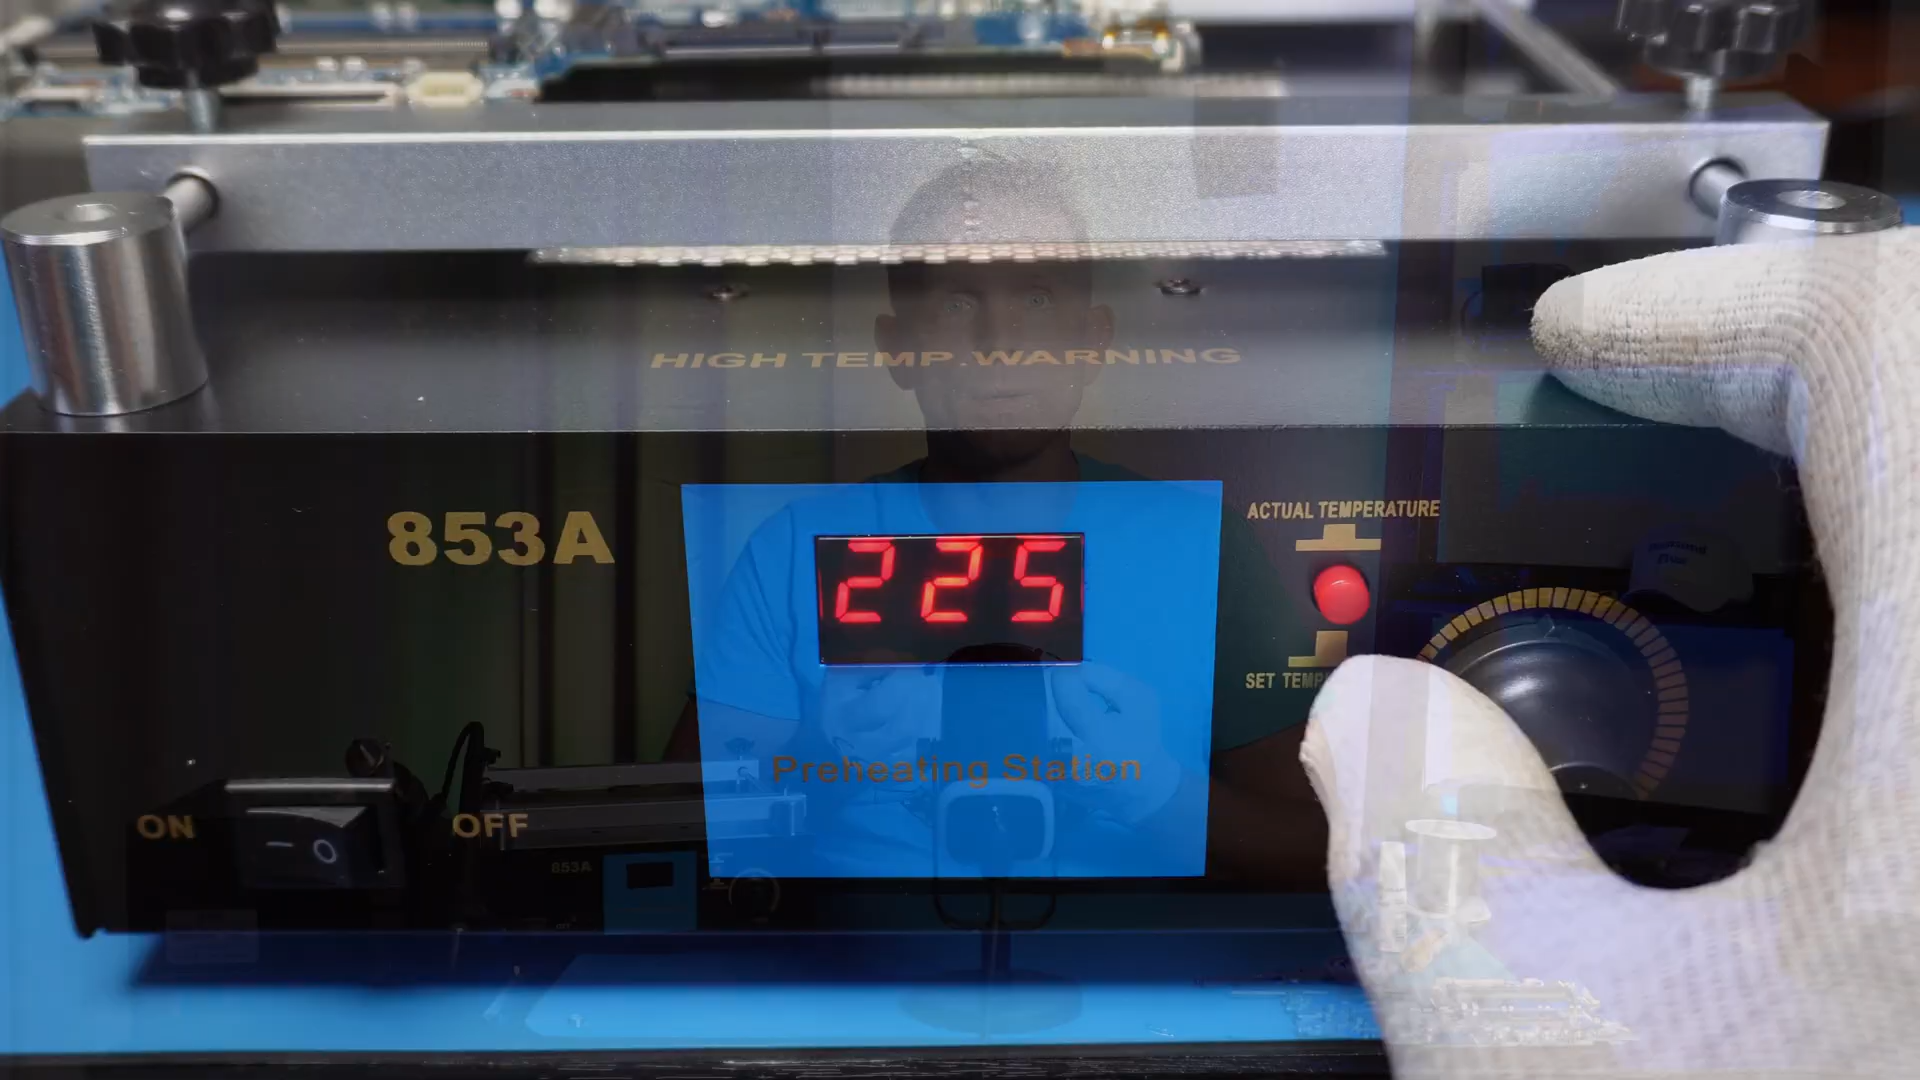 HIGH TEMP.WARNING
853A
225
ACTUAL TEMPERATURE
SET TEMP
Preheating Station
ON
OFF
853A